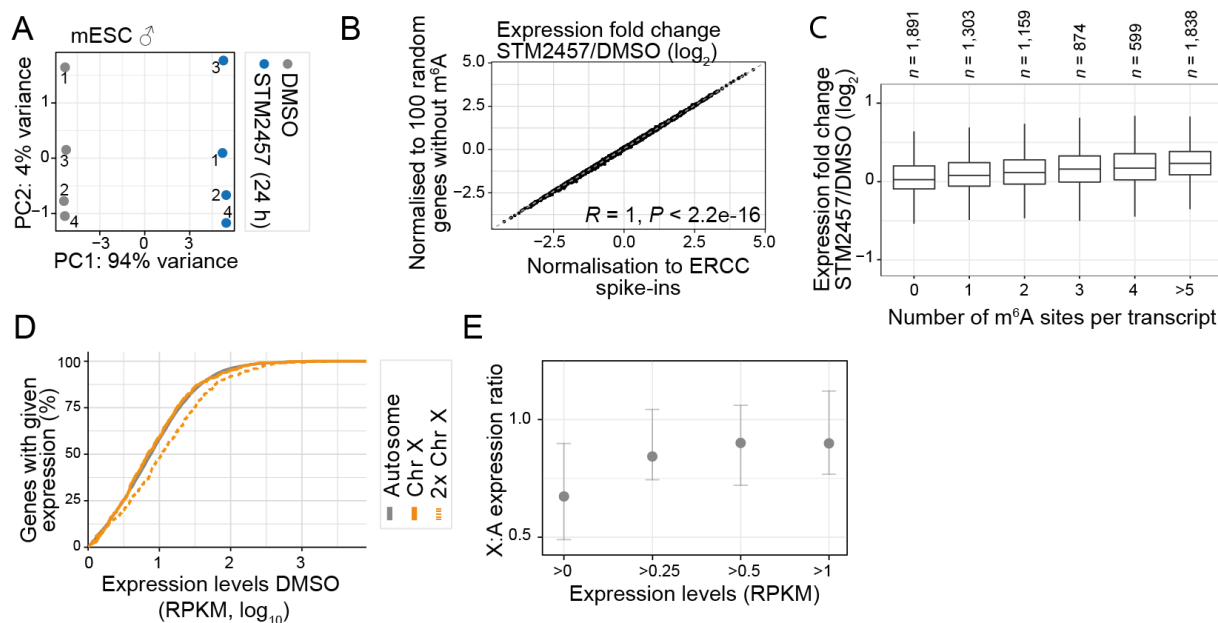 A
mESC ♂
PC2: 4% variance
1
0
−1
1
3
2
4
3
1
2
4
−3
0
3
PC1: 94% variance
DMSO
STM2457 (24 h)
B
Expression fold change
STM2457/DMSO (log₂)
Normalised to 100 random
genes without m⁶A
5.0
2.5
0.0
−2.5
R = 1, P < 2.2e-16
−2.5
0.0
2.5
5.0
Normalisation to ERCC
spike-ins
C
n = 1,891
n = 1,303
n = 1,159
n = 874
n = 599
n = 1,838
Expression fold change
STM2457/DMSO (log₂)
1
0
−1
0
1
2
3
4
>5
Number of m⁶A sites per transcript
D
Genes with given
expression (%)
100
75
50
25
0
0
1
2
3
Expression levels DMSO
(RPKM, log₁₀)
Autosome
Chr X
2x Chr X
E
X:A expression ratio
1.0
0.5
>0
>0.25
>0.5
>1
Expression levels (RPKM)